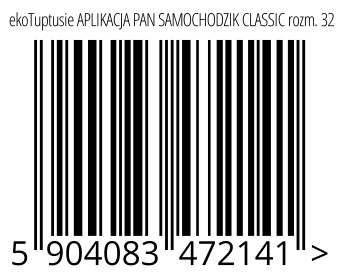 ekoTuptusie APLIKACJA PAN SAMOCHODZIK CLASSIC rozm. 32
5 904083 472141 >